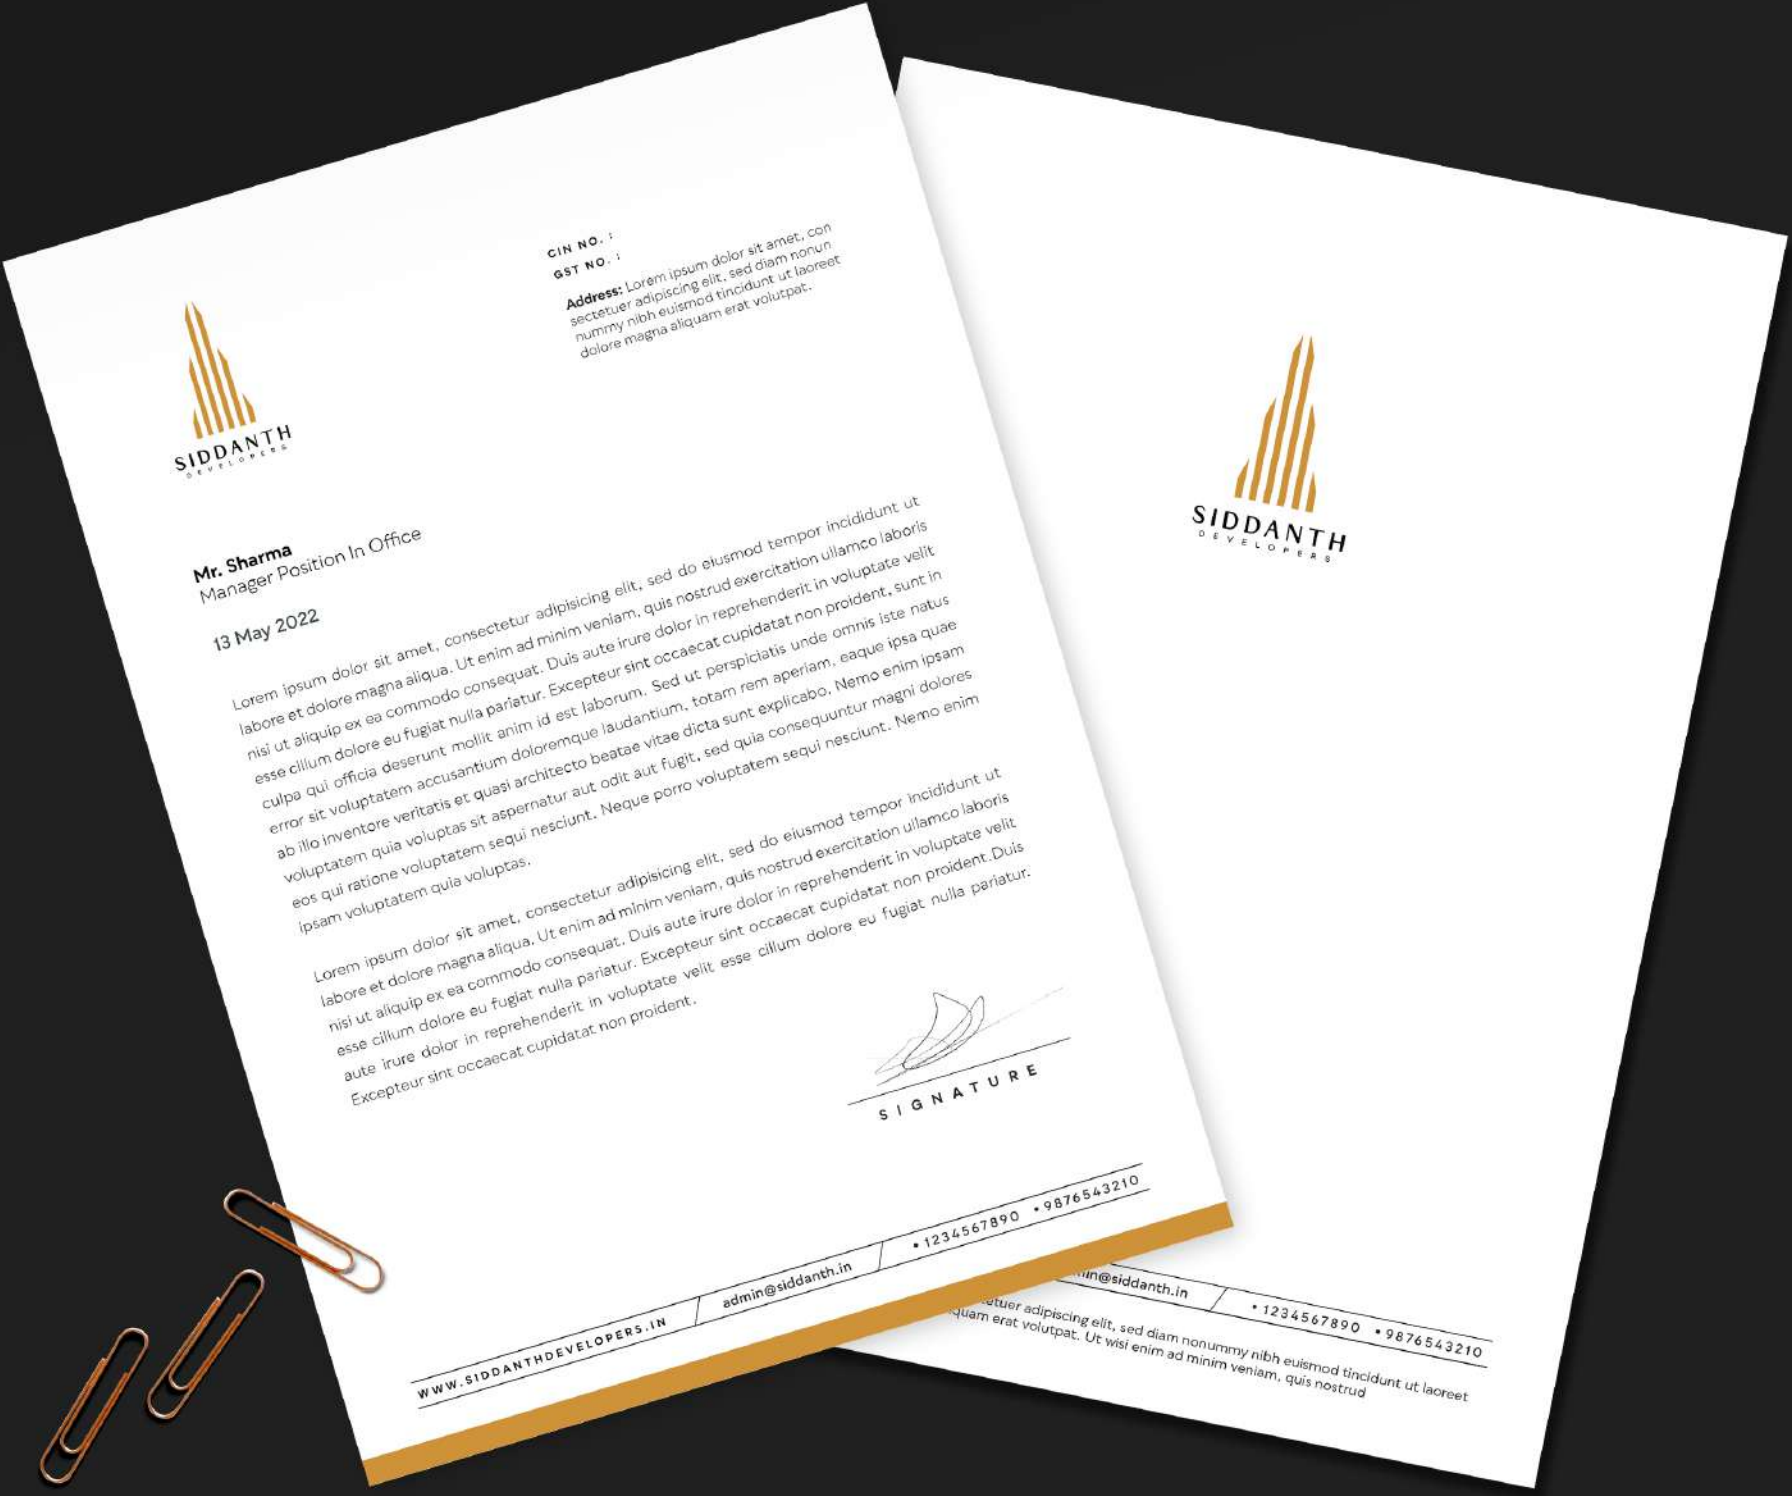 CIN NO. :
GST NO. :
Address: Lorem ipsum dolor sit amet, con
sectetuer adipiscing elit, sed diam nonun
nummy nibh euismod tincidunt ut laoreet
dolore magna aliquam erat volutpat.
SIDDANTH
DEVELOPERS
Mr. Sharma
Manager Position In Office
13 May 2022
Lorem ipsum dolor sit amet, consectetur adipisicing elit, sed do eiusmod tempor incididunt ut
labore et dolore magna aliqua. Ut enim ad minim veniam, quis nostrud exercitation ullamco laboris
nisi ut aliquip ex ea commodo consequat. Duis aute irure dolor in reprehenderit in voluptate velit
esse cillum dolore eu fugiat nulla pariatur. Excepteur sint occaecat cupidatat non proident, sunt in
culpa qui officia deserunt mollit anim id est laborum. Sed ut perspiciatis unde omnis iste natus
error sit voluptatem accusantium doloremque laudantium, totam rem aperiam, eaque ipsa quae
ab illo inventore veritatis et quasi architecto beatae vitae dicta sunt explicabo. Nemo enim ipsam
voluptatem quia voluptas sit aspernatur aut odit aut fugit, sed quia consequuntur magni dolores
eos qui ratione voluptatem sequi nesciunt. Neque porro voluptatem sequi nesciunt. Nemo enim
ipsam voluptatem quia voluptas.
Lorem ipsum dolor sit amet, consectetur adipisicing elit, sed do eiusmod tempor incididunt ut
labore et dolore magna aliqua. Ut enim ad minim veniam, quis nostrud exercitation ullamco laboris
nisi ut aliquip ex ea commodo consequat. Duis aute irure dolor in reprehenderit in voluptate velit
esse cillum dolore eu fugiat nulla pariatur. Excepteur sint occaecat cupidatat non proident.Duis
aute irure dolor in reprehenderit in voluptate velit esse cillum dolore eu fugiat nulla pariatur.
Excepteur sint occaecat cupidatat non proident.
SIGNATURE
WWW.SIDDANTHDEVELOPERS.IN / admin@siddanth.in / •1234567890 •9876543210
SIDDANTH
DEVELOPERS
in@siddanth.in / •1234567890 •9876543210
etuer adipiscing elit, sed diam nonummy nibh euismod tincidunt ut laoreet
quam erat volutpat. Ut wisi enim ad minim veniam, quis nostrud